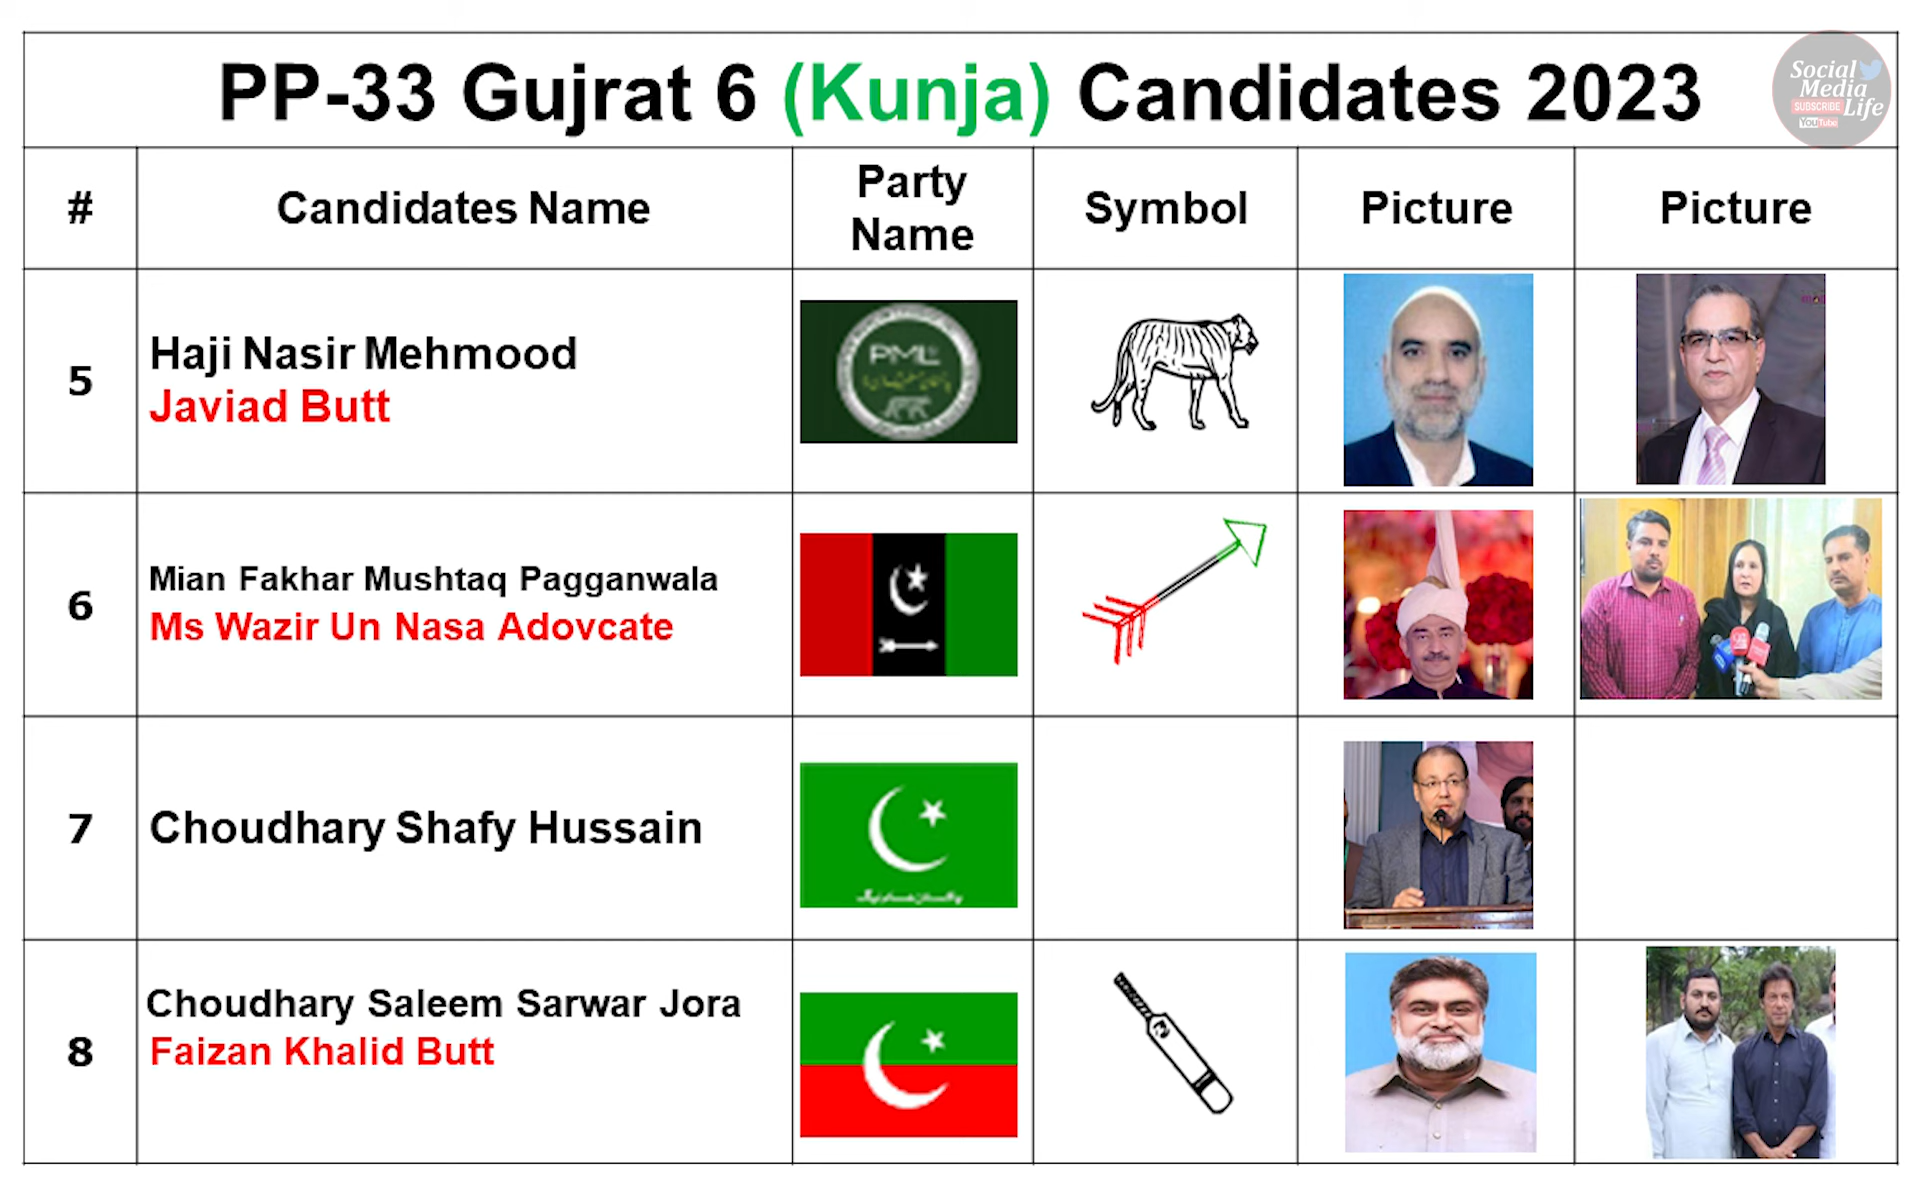 PP-33 Gujrat 6 (Kunja) Candidates 2023
Social
Media
SUBSCRIBE Life
YouTube
# Candidates Name Party Name Symbol Picture Picture
5 Haji Nasir Mehmood
Javiad Butt
PML
6 Mian Fakhar Mushtaq Pagganwala
Ms Wazir Un Nasa Adovcate
7 Choudhary Shafy Hussain
8 Choudhary Saleem Sarwar Jora
Faizan Khalid Butt